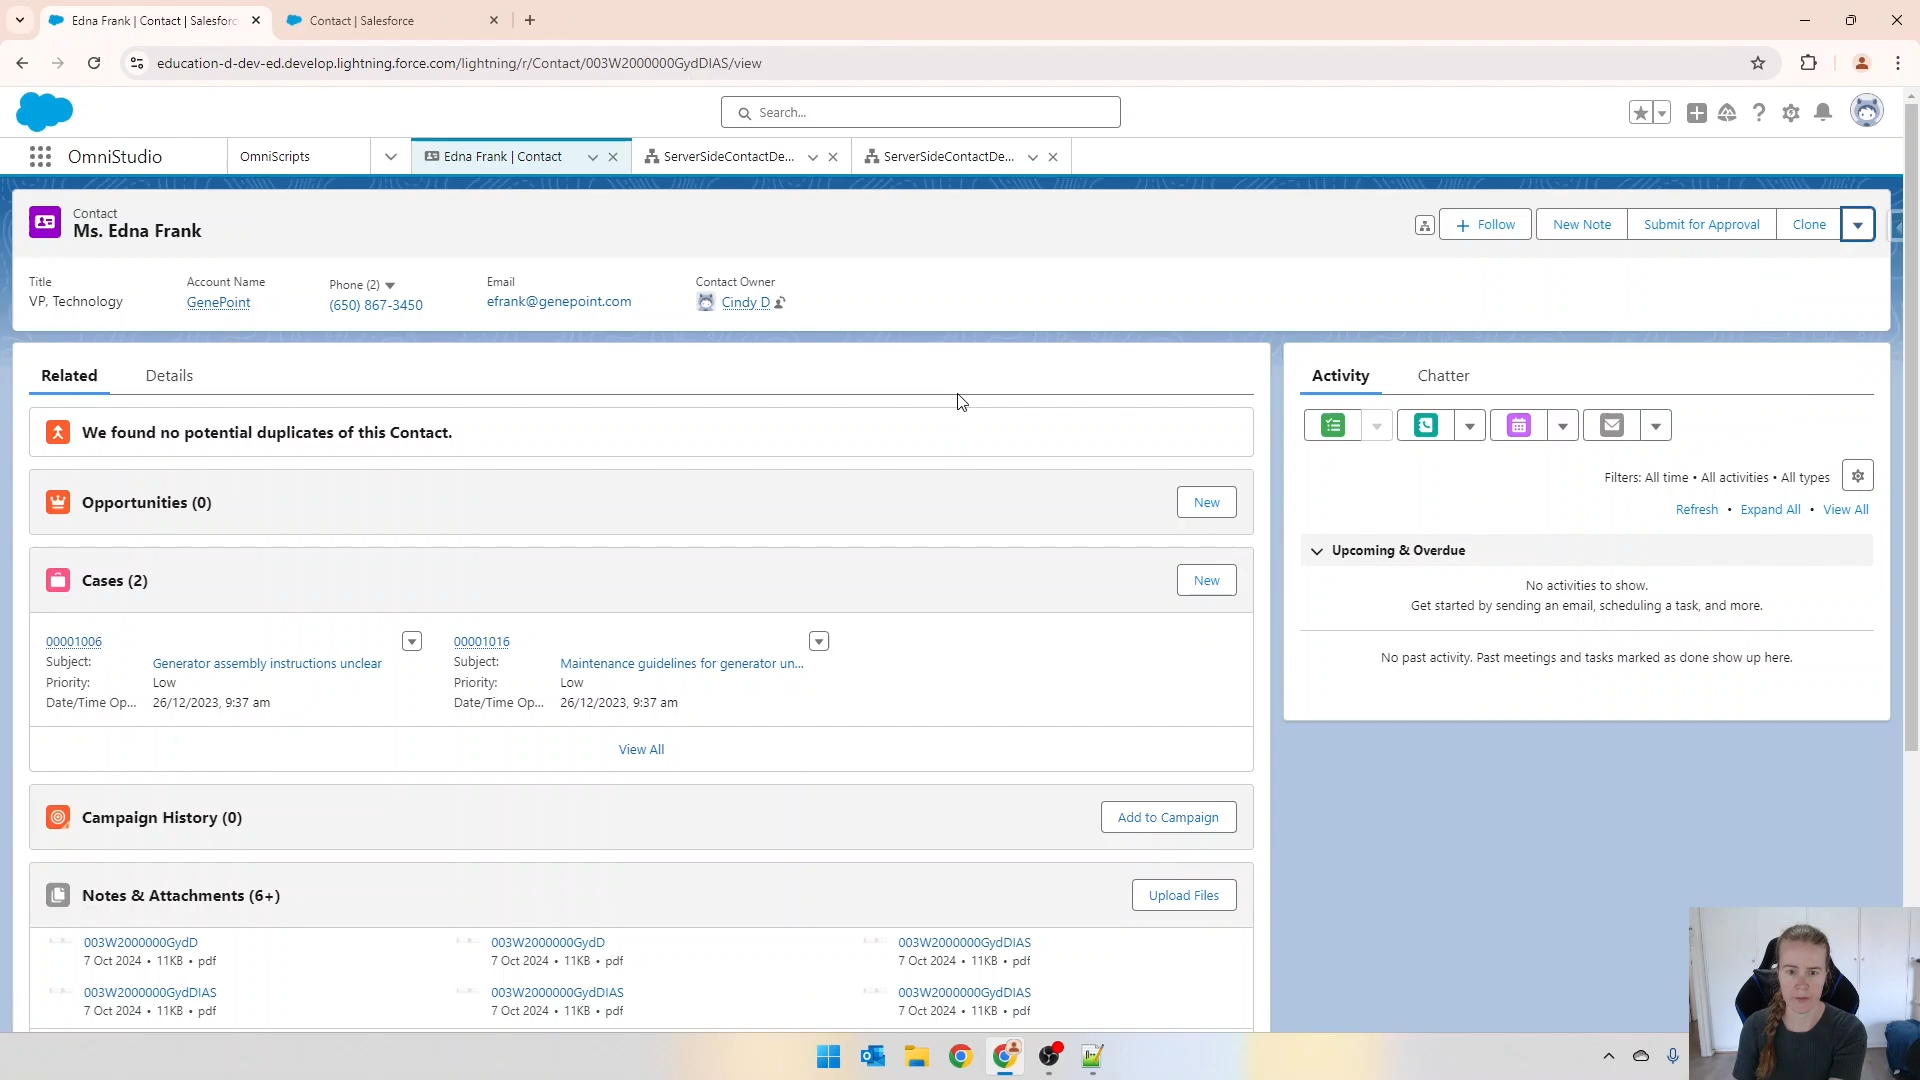 Edna Frank | Contact | Salesforc
Contact | Salesforce
education-d-dev-ed.develop.lightning.force.com/lightning/r/Contact/003W2000000GydDIAS/view
Search...
OmniStudio
OmniScripts
Edna Frank | Contact
ServerSideContactDe...
ServerSideContactDe...
Contact
Ms. Edna Frank
Follow
New Note
Submit for Approval
Clone
Title
VP, Technology
Account Name
GenePoint
Phone (2)
(650) 867-3450
Email
efrank@genepoint.com
Contact Owner
Cindy D
Related
Details
We found no potential duplicates of this Contact.
Opportunities (0)
New
Cases (2)
New
00001006
Subject:
Generator assembly instructions unclear
Priority:
Low
Date/Time Op...
26/12/2023, 9:37 am
00001016
Subject:
Maintenance guidelines for generator un...
Priority:
Low
Date/Time Op...
26/12/2023, 9:37 am
View All
Campaign History (0)
Add to Campaign
Notes & Attachments (6+)
Upload Files
003W2000000GydD
7 Oct 2024 • 11KB • pdf
003W2000000GydD
7 Oct 2024 • 11KB • pdf
003W2000000GydDIAS
7 Oct 2024 • 11KB • pdf
003W2000000GydDIAS
7 Oct 2024 • 11KB • pdf
003W2000000GydDIAS
7 Oct 2024 • 11KB • pdf
003W2000000GydDIAS
7 Oct 2024 • 11KB • pdf
Activity
Chatter
Filters: All time • All activities • All types
Refresh • Expand All • View All
Upcoming & Overdue
No activities to show.
Get started by sending an email, scheduling a task, and more.
No past activity. Past meetings and tasks marked as done show up here.